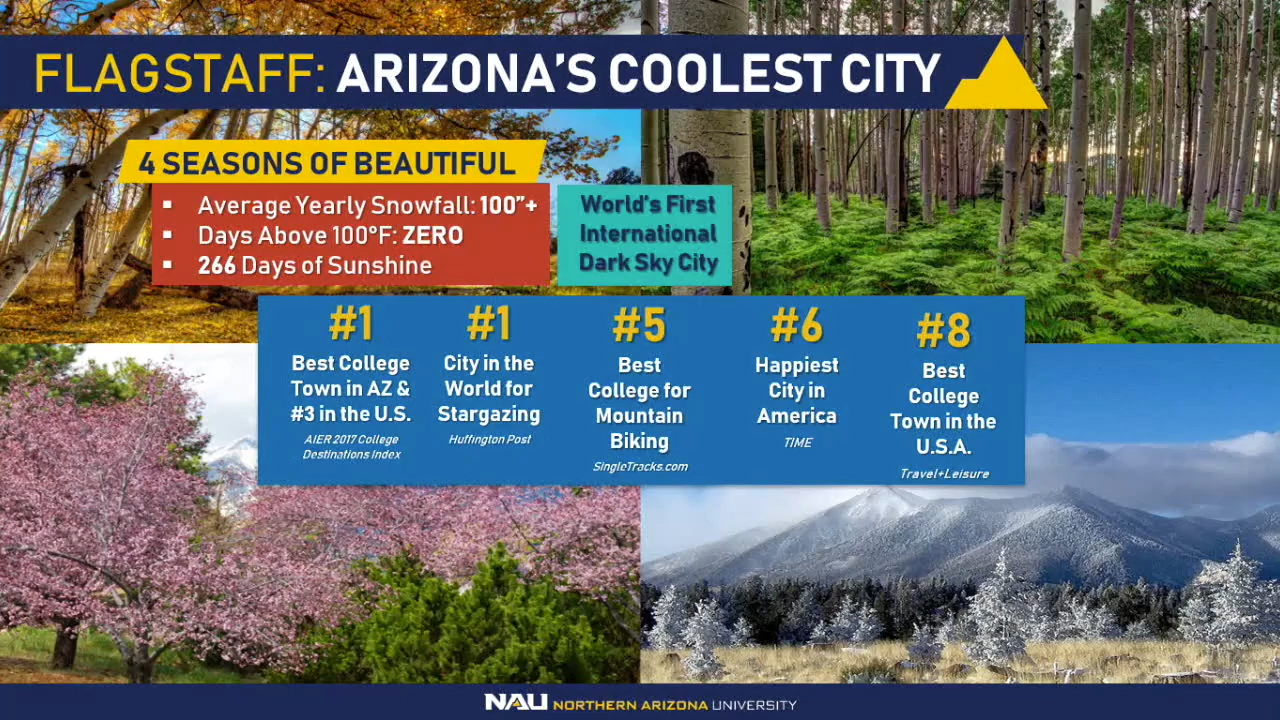 FLAGSTAFF: ARIZONA'S COOLEST CITY
4 SEASONS OF BEAUTIFUL
▪ Average Yearly Snowfall: 100"+
▪ Days Above 100°F: ZERO
▪ 266 Days of Sunshine
World's First
International
Dark Sky City
#1
Best College
Town in AZ &
#3 in the U.S.
AIER 2017 College
Destinations Index
#1
City in the
World for
Stargazing
Huffington Post
#5
Best
College for
Mountain
Biking
SingleTracks.com
#6
Happiest
City in
America
TIME
#8
Best
College
Town in the
U.S.A.
Travel+Leisure
NAU NORTHERN ARIZONA UNIVERSITY